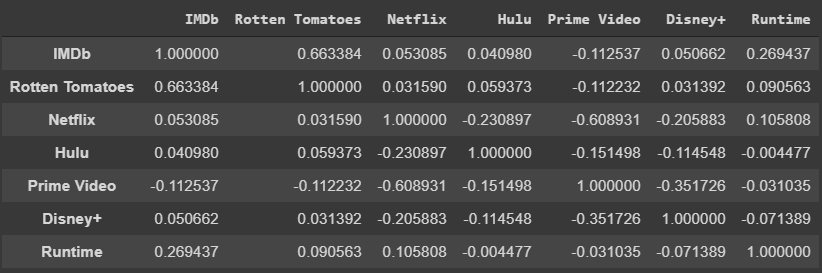 IMDb Rotten Tomatoes Netflix Hulu Prime Video Disney+ Runtime
IMDb 1.000000 0.663384 0.053085 0.040980 -0.112537 0.050662 0.269437
Rotten Tomatoes 0.663384 1.000000 0.031590 0.059373 -0.112232 0.031392 0.090563
Netflix 0.053085 0.031590 1.000000 -0.230897 -0.608931 -0.205883 0.105808
Hulu 0.040980 0.059373 -0.230897 1.000000 -0.151498 -0.114548 -0.004477
Prime Video -0.112537 -0.112232 -0.608931 -0.151498 1.000000 -0.351726 -0.031035
Disney+ 0.050662 0.031392 -0.205883 -0.114548 -0.351726 1.000000 -0.071389
Runtime 0.269437 0.090563 0.105808 -0.004477 -0.031035 -0.071389 1.000000